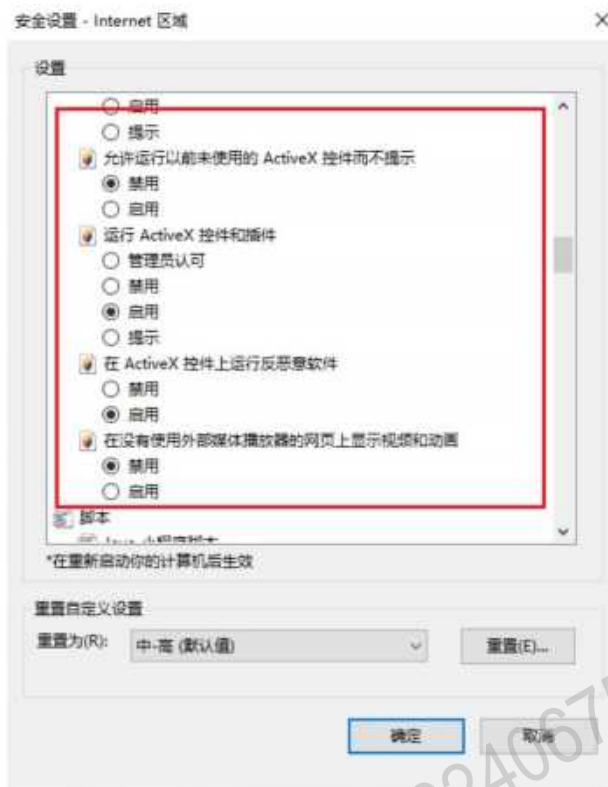 安全设置 - Internet 区域
设置
启用
提示
允许运行以前未使用的 ActiveX 控件而不提示
禁用
启用
运行 ActiveX 控件和插件
管理员认可
禁用
启用
提示
在 ActiveX 控件上运行反恶意软件
禁用
启用
在没有使用外部媒体播放器的网页上显示视频和动画
禁用
启用
脚本
Java 小程序脚本
*在重新启动你的计算机后生效
重置自定义设置
重置为(R): 中-高 (默认值) 重置(E)...
确定 取消